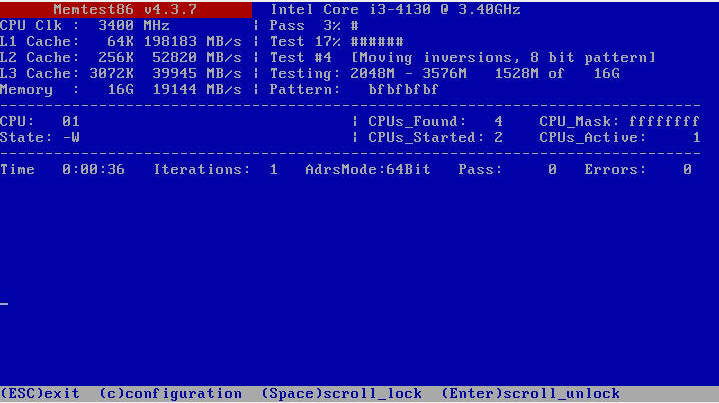 Memtest86 v4.3.7 | Intel Core i3-4130 @ 3.40GHz
CPU Clk : 3400 MHz | Pass 3% #
L1 Cache: 64K 198183 MB/s | Test 17% ######
L2 Cache: 256K 52820 MB/s | Test #4 [Moving inversions, 8 bit pattern]
L3 Cache: 3072K 39945 MB/s | Testing: 2048M - 3576M 1528M of 16G
Memory : 16G 19144 MB/s | Pattern: bfbfbfbf
---------------------------------------------------------------------------
CPU: 01 | CPUs_Found: 4 CPU_Mask: ffffffff
State: -W | CPUs_Started: 2 CPUs_Active: 1
---------------------------------------------------------------------------
Time 0:00:36 Iterations: 1 AdrsMode:64Bit Pass: 0 Errors: 0
_
(ESC)exit (c)configuration (Space)scroll_lock (Enter)scroll_unlock